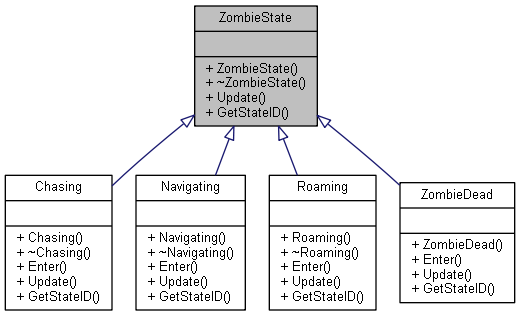 ZombieState
+ ZombieState()
+ ~ZombieState()
+ Update()
+ GetStateID()
Chasing
+ Chasing()
+ ~Chasing()
+ Enter()
+ Update()
+ GetStateID()
Navigating
+ Navigating()
+ ~Navigating()
+ Enter()
+ Update()
+ GetStateID()
Roaming
+ Roaming()
+ ~Roaming()
+ Enter()
+ Update()
+ GetStateID()
ZombieDead
+ ZombieDead()
+ Enter()
+ Update()
+ GetStateID()